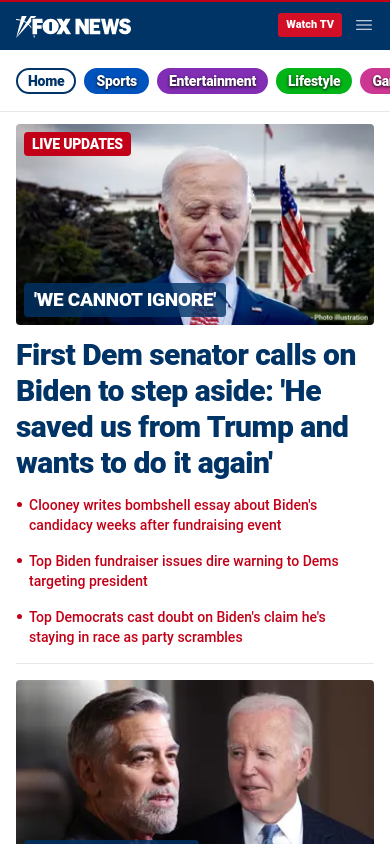 FOX NEWS
Watch TV
Home
Sports
Entertainment
Lifestyle
LIVE UPDATES
'WE CANNOT IGNORE'
- Photo illustration
First Dem senator calls on
Biden to step aside: 'He
saved us from Trump and
wants to do it again'
• Clooney writes bombshell essay about Biden's
candidacy weeks after fundraising event
• Top Biden fundraiser issues dire warning to Dems
targeting president
• Top Democrats cast doubt on Biden's claim he's
staying in race as party scrambles